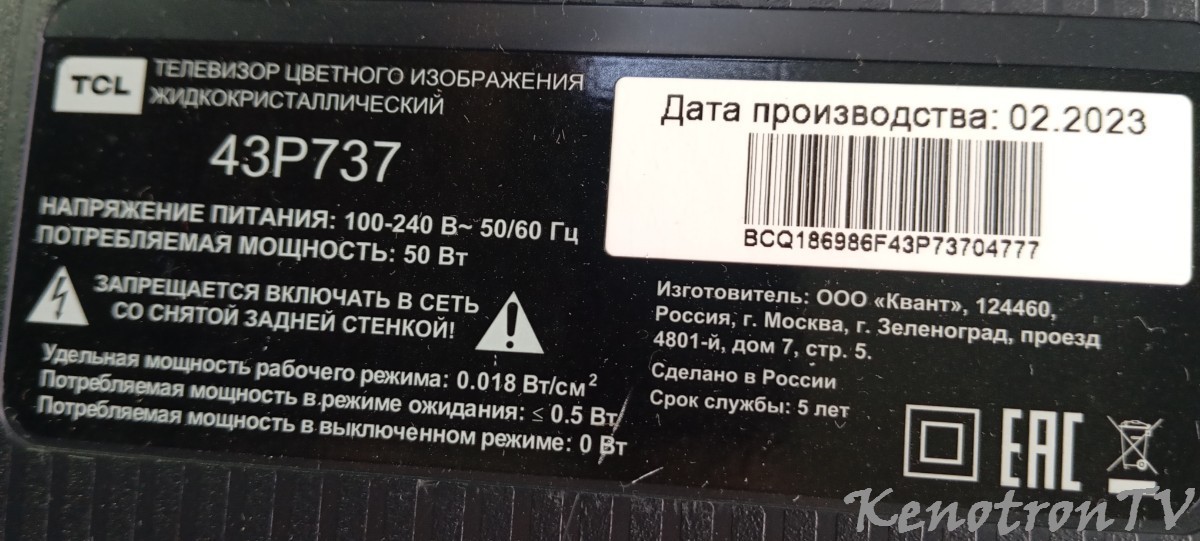 TCL
ТЕЛЕВИЗОР ЦВЕТНОГО ИЗОБРАЖЕНИЯ
ЖИДКОКРИСТАЛЛИЧЕСКИЙ
43P737
НАПРЯЖЕНИЕ ПИТАНИЯ: 100-240 В~ 50/60 Гц
ПОТРЕБЛЯЕМАЯ МОЩНОСТЬ: 50 Вт
ЗАПРЕЩАЕТСЯ ВКЛЮЧАТЬ В СЕТЬ
СО СНЯТОЙ ЗАДНЕЙ СТЕНКОЙ!
Удельная мощность рабочего режима: 0.018 Вт/см²
Потребляемая мощность в режиме ожидания: ≤ 0.5 Вт
Потребляемая мощность в выключенном режиме: 0 Вт
Дата производства: 02.2023
BCQ186986F43P73704777
Изготовитель: ООО «Квант», 124460,
Россия, г. Москва, г. Зеленоград, проезд
4801-й, дом 7, стр. 5.
Сделано в России
Срок службы: 5 лет
EAC
KenotronTV